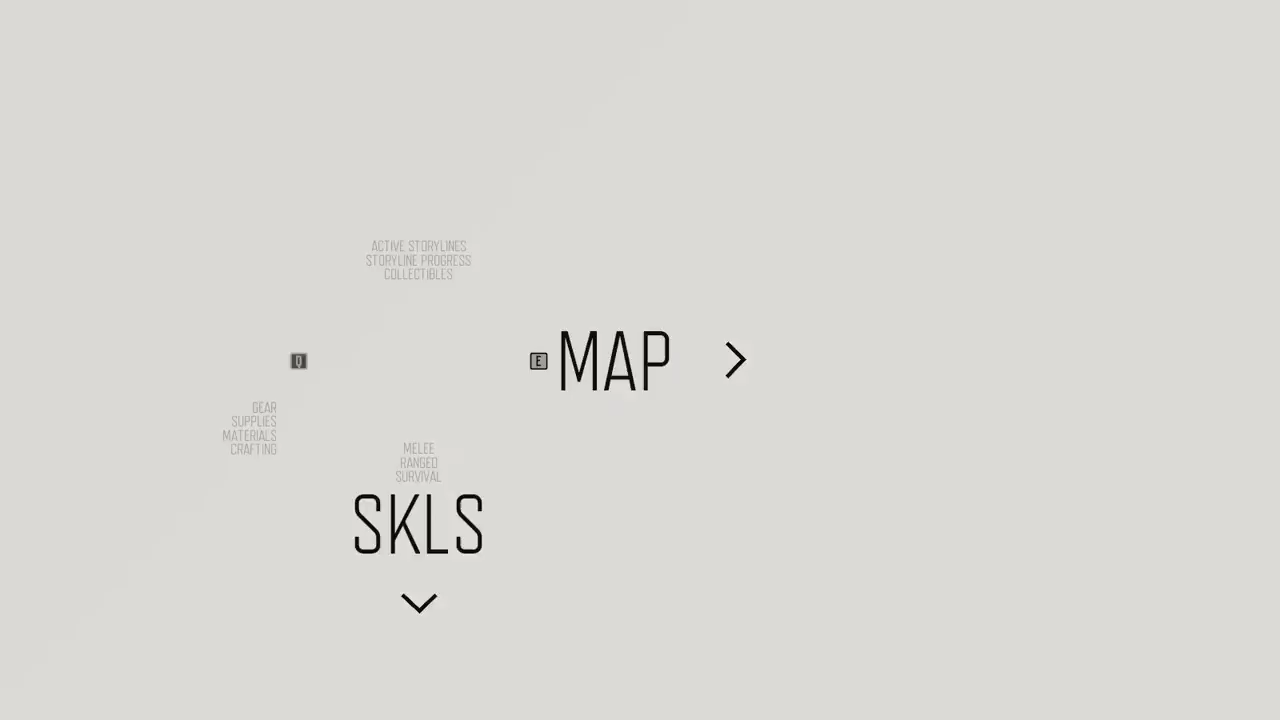 ACTIVE STORYLINES
STORYLINE PROGRESS
COLLECTIBLES
Q
E
MAP
GEAR
SUPPLIES
MATERIALS
CRAFTING
MELEE
RANGED
SURVIVAL
SKLS